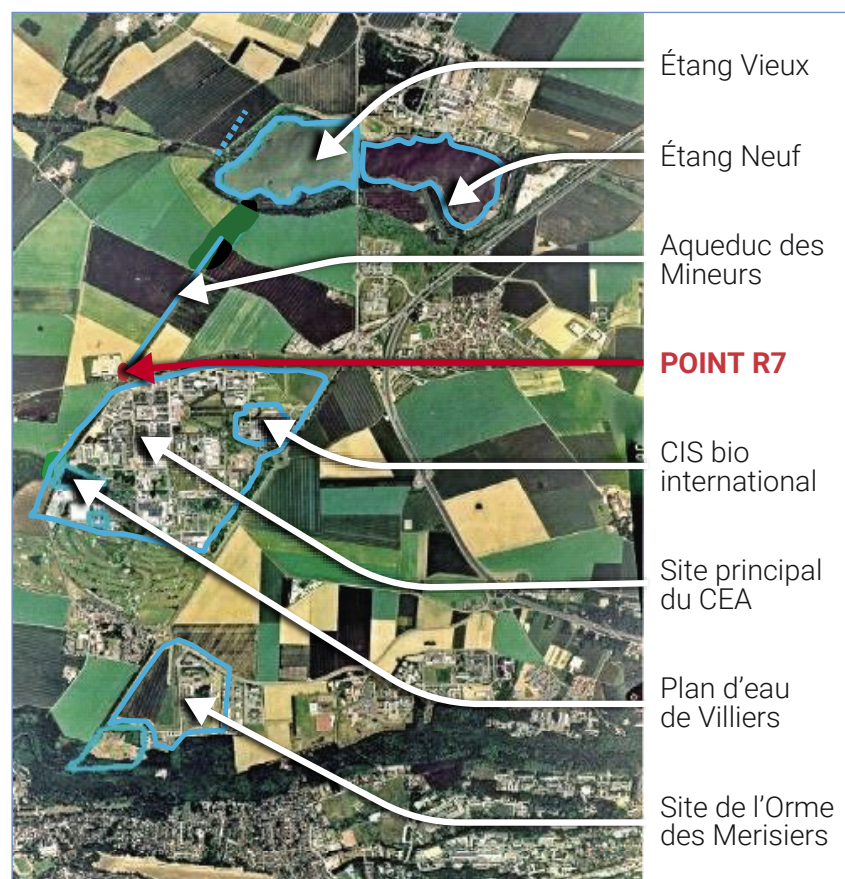 Étang Vieux
Étang Neuf
Aqueduc des
Mineurs
POINT R7
CIS bio
international
Site principal
du CEA
Plan d’eau
de Villiers
Site de l’Orme
des Merisiers